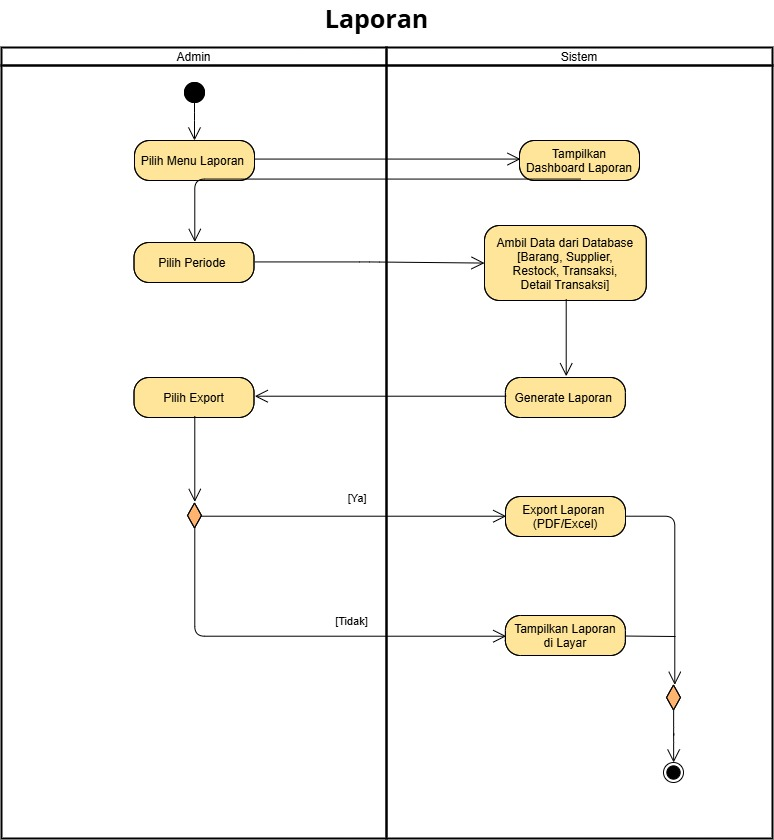 Laporan
Admin
Sistem
Pilih Menu Laporan
Tampilkan
Dashboard Laporan
Pilih Periode
Ambil Data dari Database
[Barang, Supplier,
Restock, Transaksi,
Detail Transaksi]
Pilih Export
Generate Laporan
[Ya]
Export Laporan
(PDF/Excel)
[Tidak]
Tampilkan Laporan
di Layar